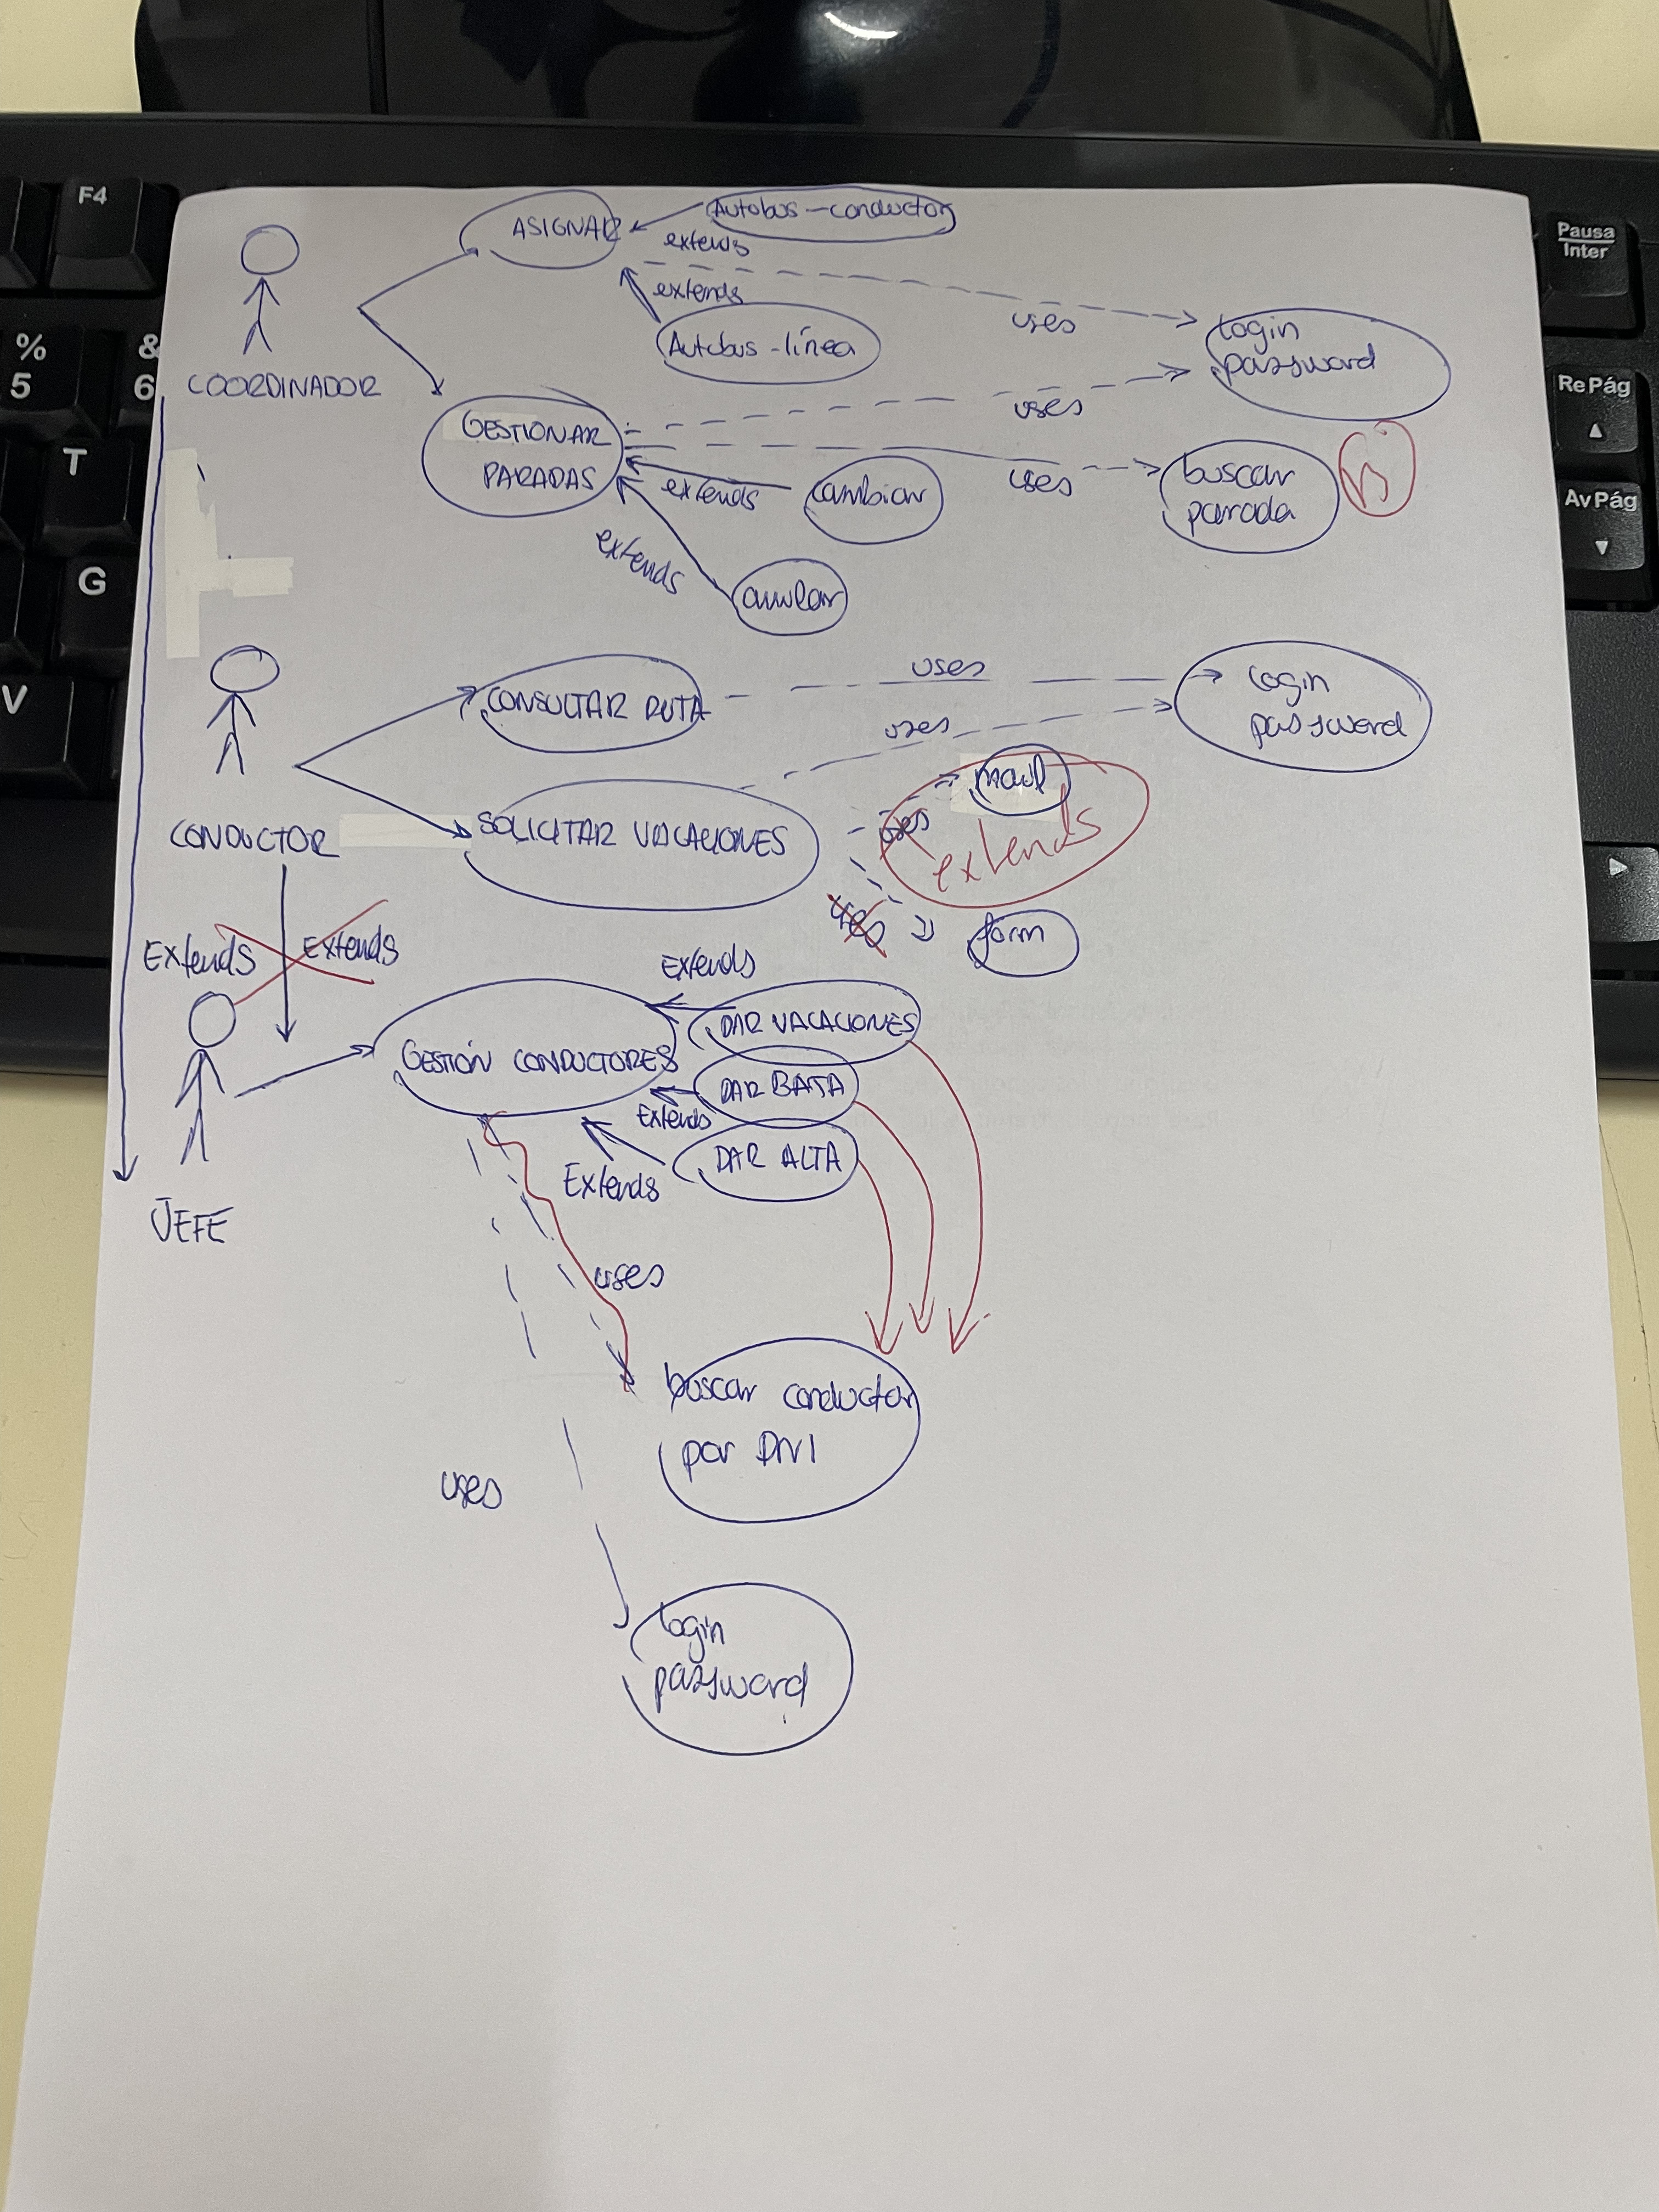 F4
%
5
&
6
T
G
V
Pausa
Inter
Re Pág
Av Pág
ASIGNAR
Autobus - conductor
extends
extends
uses
Autobus - línea
login
password
COORDINADOR
uses
GESTIONAR
PARADAS
extends
cambiar
uses
buscar
parada
extends
anular
CONSULTAR RUTA
uses
login
password
uses
mail
uses
extends
SOLICITAR VACACIONES
CONDUCTOR
uses
form
Extends
Extends
Extends
DAR VACACIONES
GESTIÓN CONDUCTORES
DAR BAJA
Extends
DAR ALTA
Extends
JEFE
uses
buscar conductor
por DNI
uses
login
password